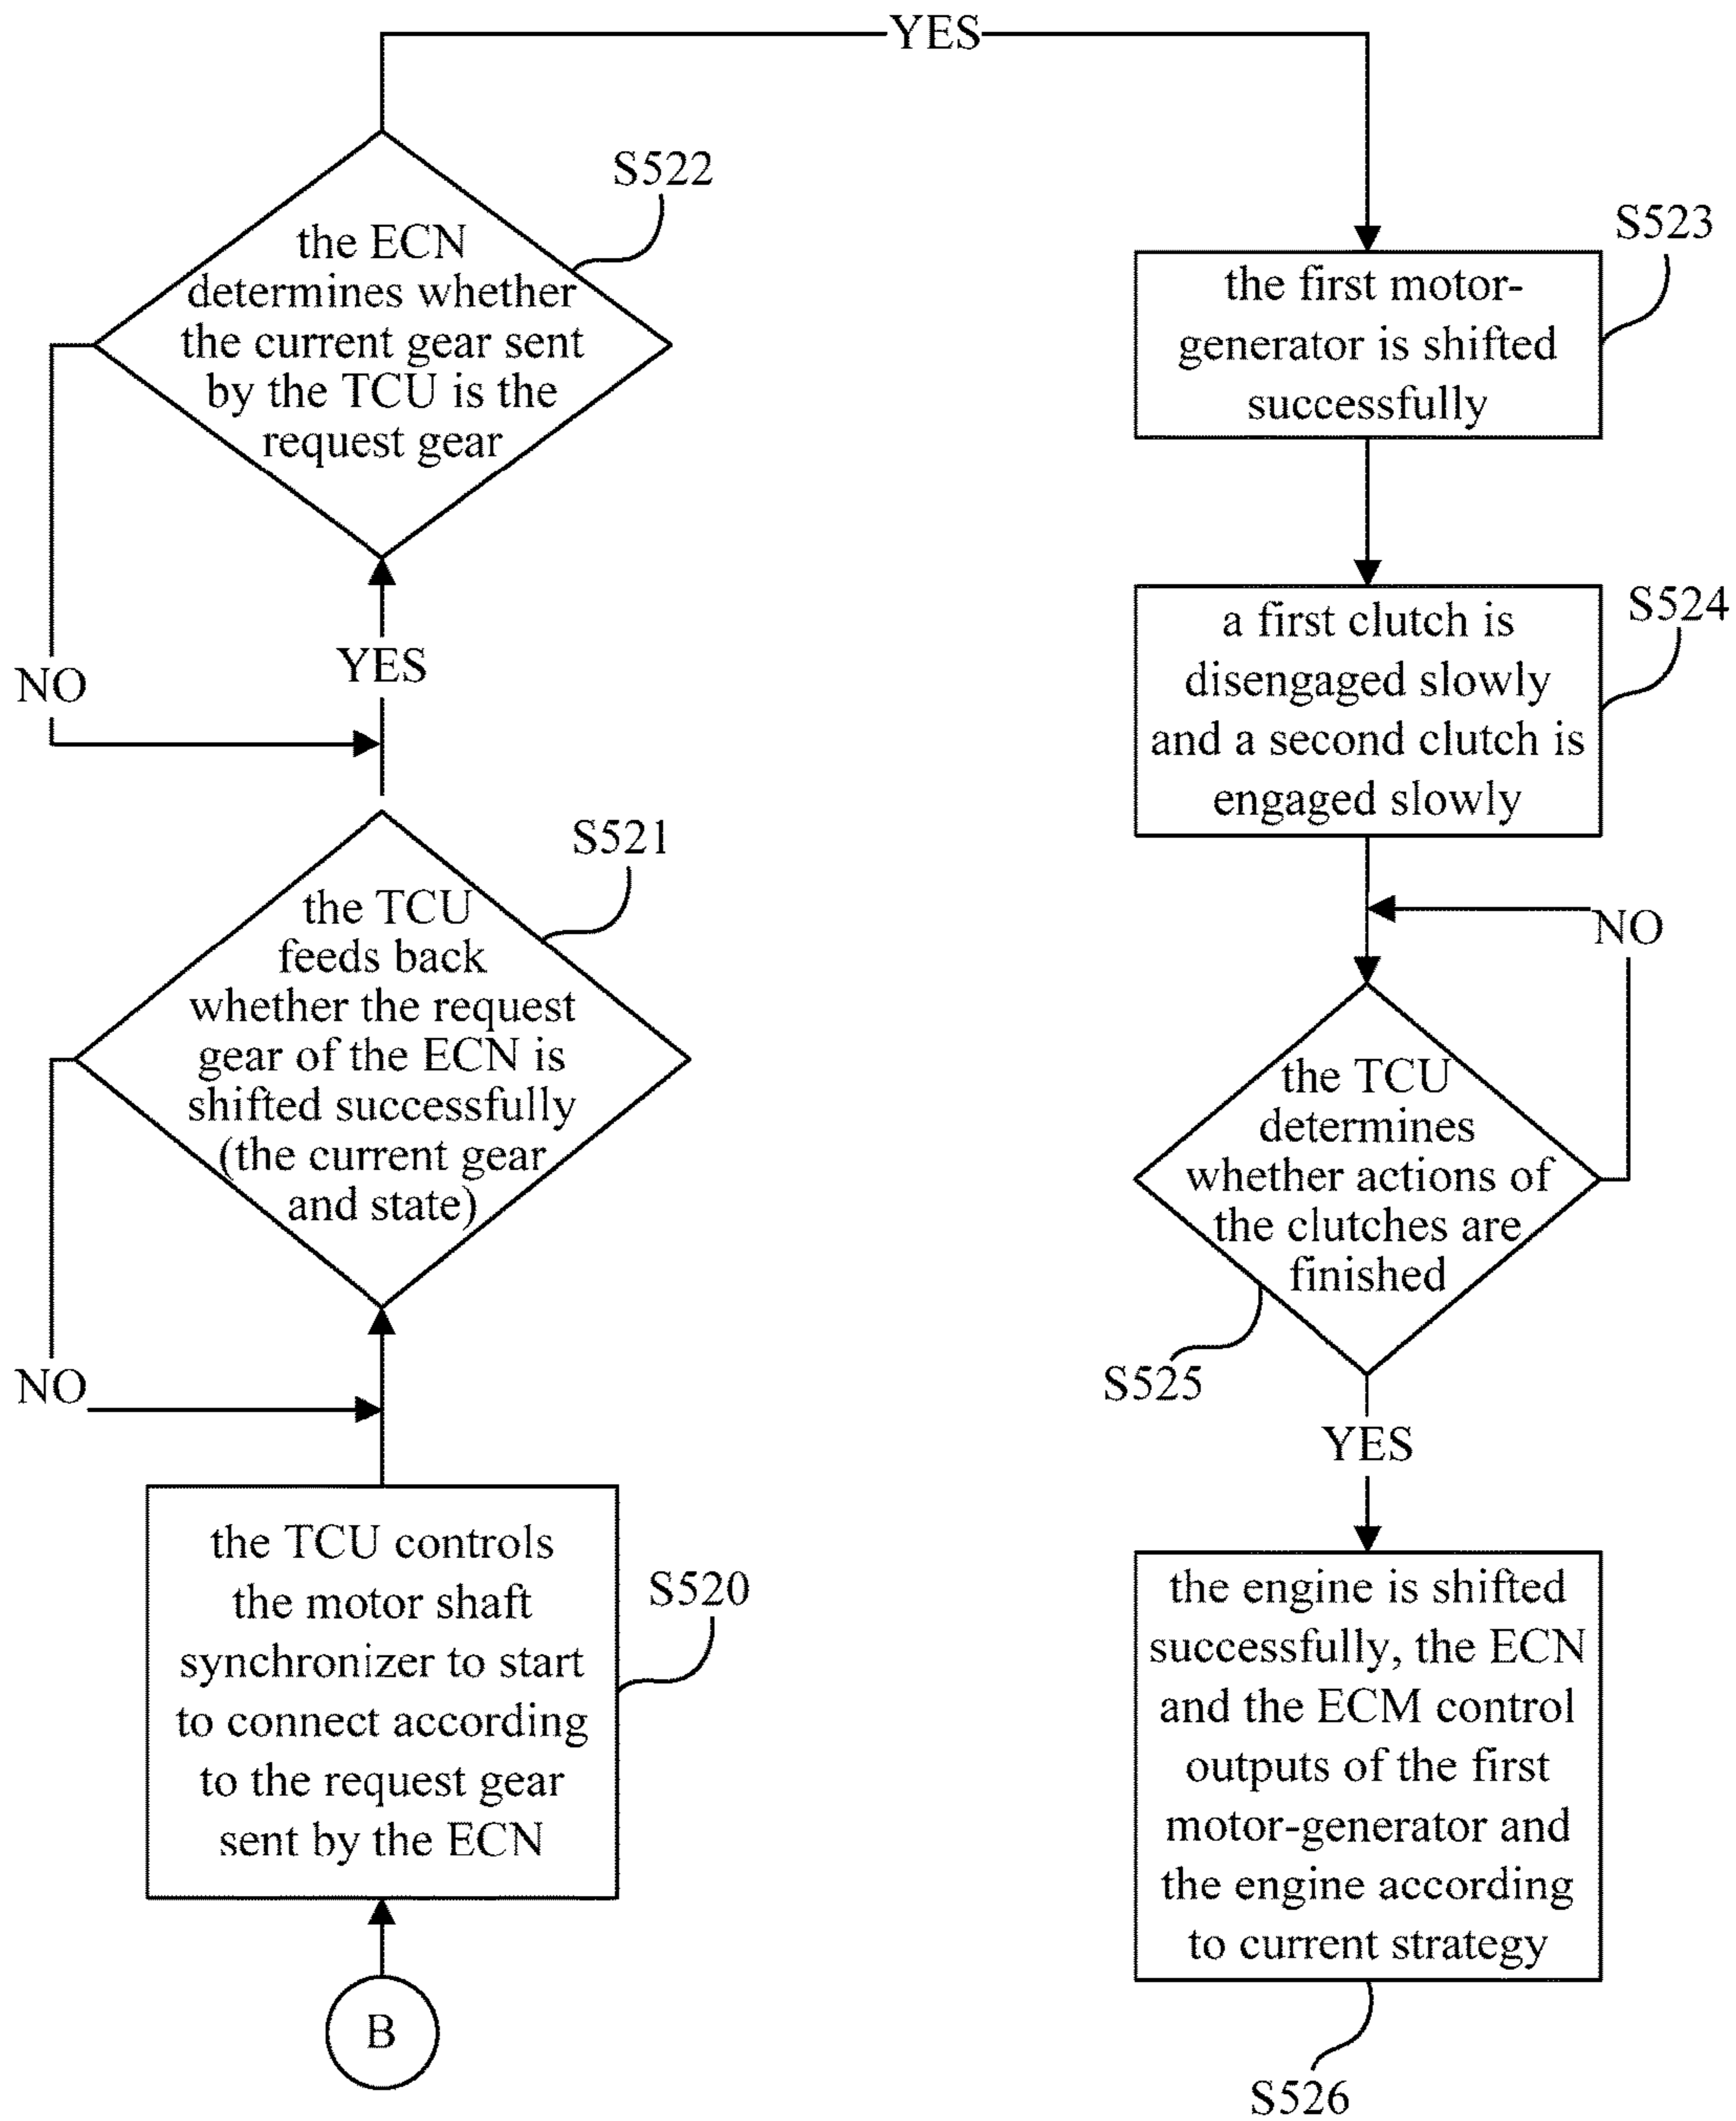 YES
S522
the ECN
determines whether
the current gear sent
by the TCU is the
request gear
NO
YES
S521
the TCU
feeds back
whether the request
gear of the ECN is
shifted successfully
(the current gear
and state)
NO
the TCU controls
the motor shaft
synchronizer to start
to connect according
to the request gear
sent by the ECN
S520
B
S523
the first motor-
generator is shifted
successfully
S524
a first clutch is
disengaged slowly
and a second clutch is
engaged slowly
NO
the TCU
determines
whether actions of
the clutches are
finished
S525
YES
the engine is shifted
successfully, the ECN
and the ECM control
outputs of the first
motor-generator and
the engine according
to current strategy
S526